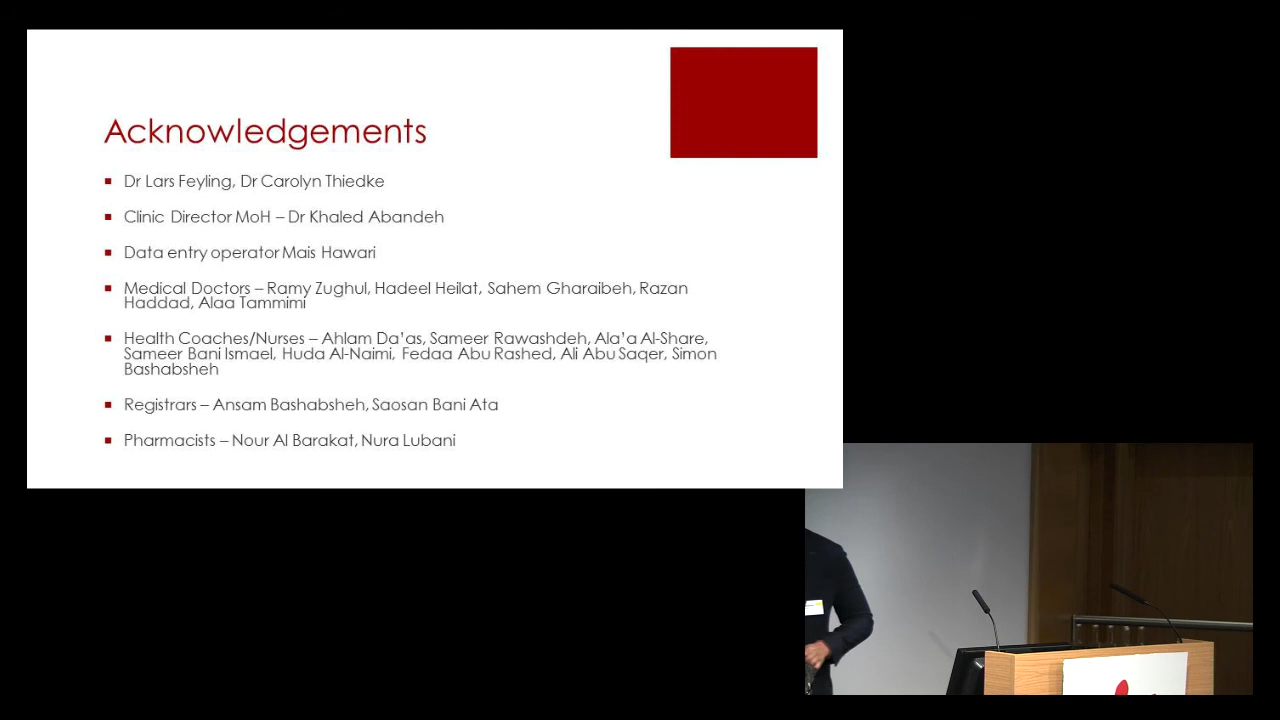 Acknowledgements
Dr Lars Feyling, Dr Carolyn Thiedke
Clinic Director MoH – Dr Khaled Abandeh
Data entry operator Mais Hawari
Medical Doctors – Ramy Zughul, Hadeel Heilat, Sahem Gharaibeh, Razan
Haddad, Alaa Tammimi
Health Coaches/Nurses – Ahlam Da’as, Sameer Rawashdeh, Ala’a Al-Share,
Sameer Bani Ismael, Huda Al-Naimi, Fedaa Abu Rashed, Ali Abu Saqer, Simon
Bashabsheh
Registrars – Ansam Bashabsheh, Saosan Bani Ata
Pharmacists – Nour Al Barakat, Nura Lubani